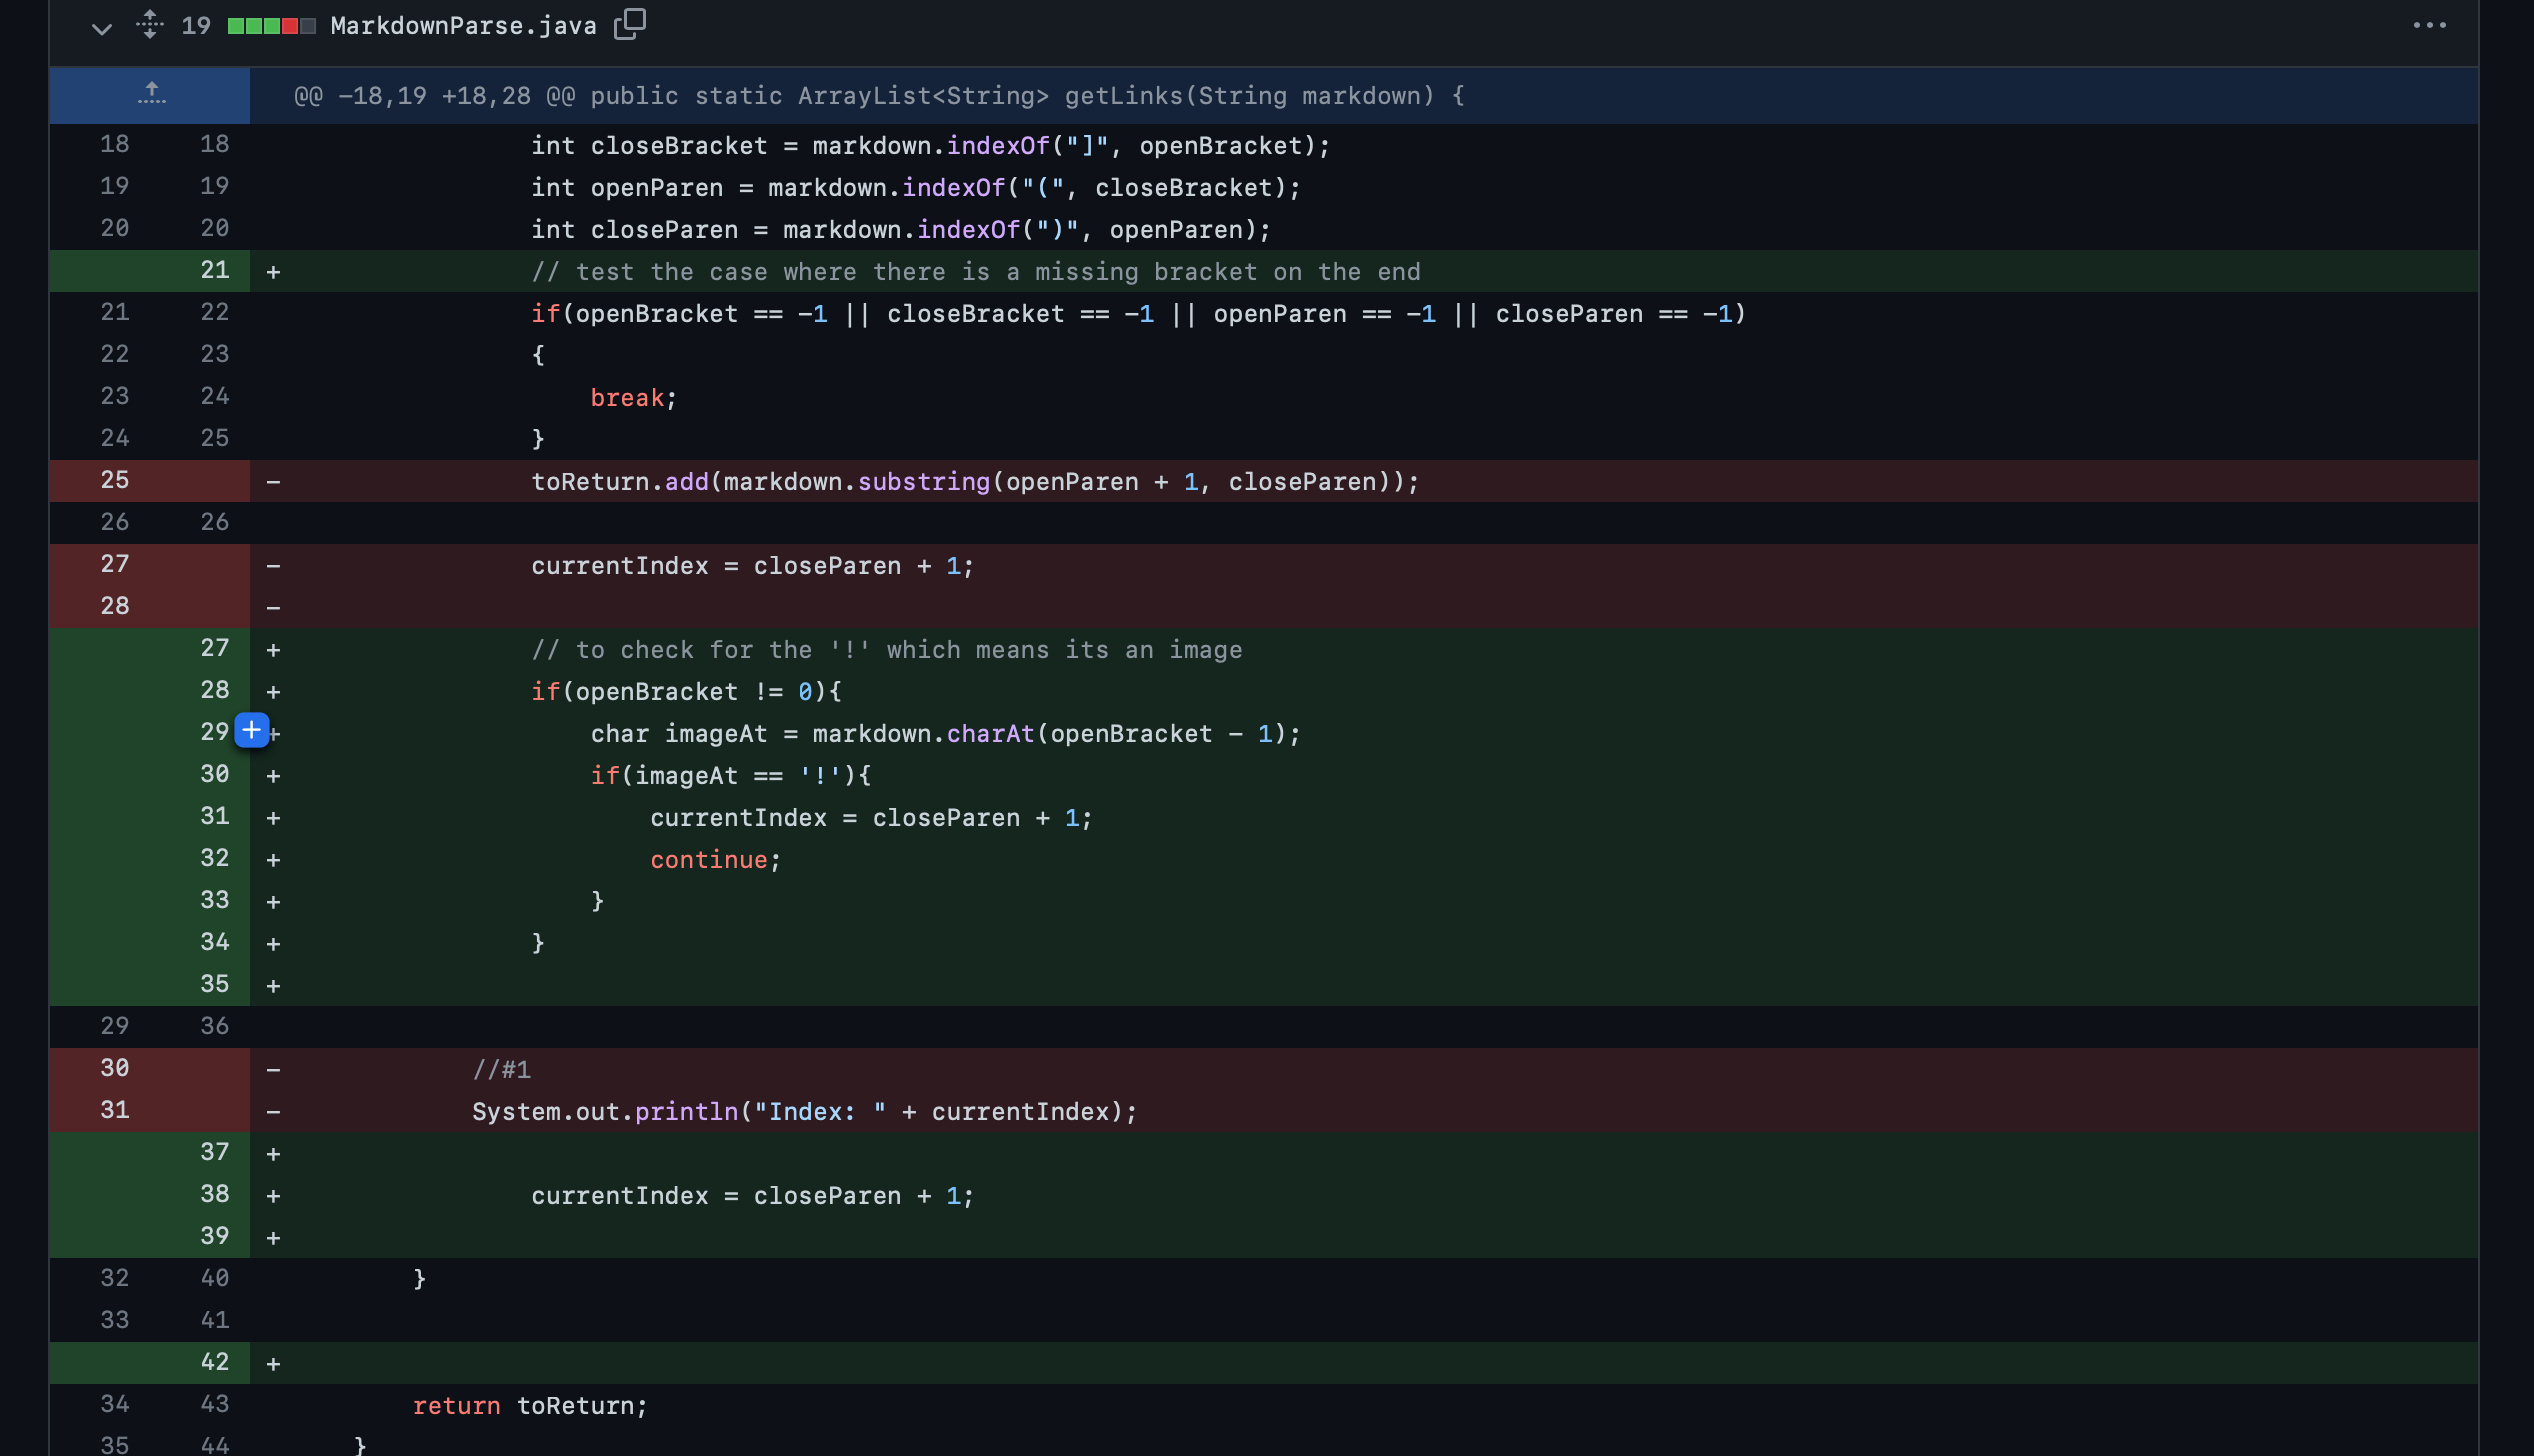 19 MarkdownParse.java
@@ -18,19 +18,28 @@ public static ArrayList<String> getLinks(String markdown) {
18 18 int closeBracket = markdown.indexOf("]", openBracket);
19 19 int openParen = markdown.indexOf("(", closeBracket);
20 20 int closeParen = markdown.indexOf(")", openParen);
21 + // test the case where there is a missing bracket on the end
21 22 if(openBracket == -1 || closeBracket == -1 || openParen == -1 || closeParen == -1)
22 23 {
23 24 break;
24 25 }
25 - toReturn.add(markdown.substring(openParen + 1, closeParen));
26 26
27 - currentIndex = closeParen + 1;
28 -
27 + // to check for the '!' which means its an image
28 + if(openBracket != 0){
29 + char imageAt = markdown.charAt(openBracket - 1);
30 + if(imageAt == '!'){
31 + currentIndex = closeParen + 1;
32 + continue;
33 + }
34 + }
35 +
29 36
30 - //#1
31 - System.out.println("Index: " + currentIndex);
37 +
38 + currentIndex = closeParen + 1;
39 +
32 40 }
33 41
42 +
34 43 return toReturn;
35 44 }